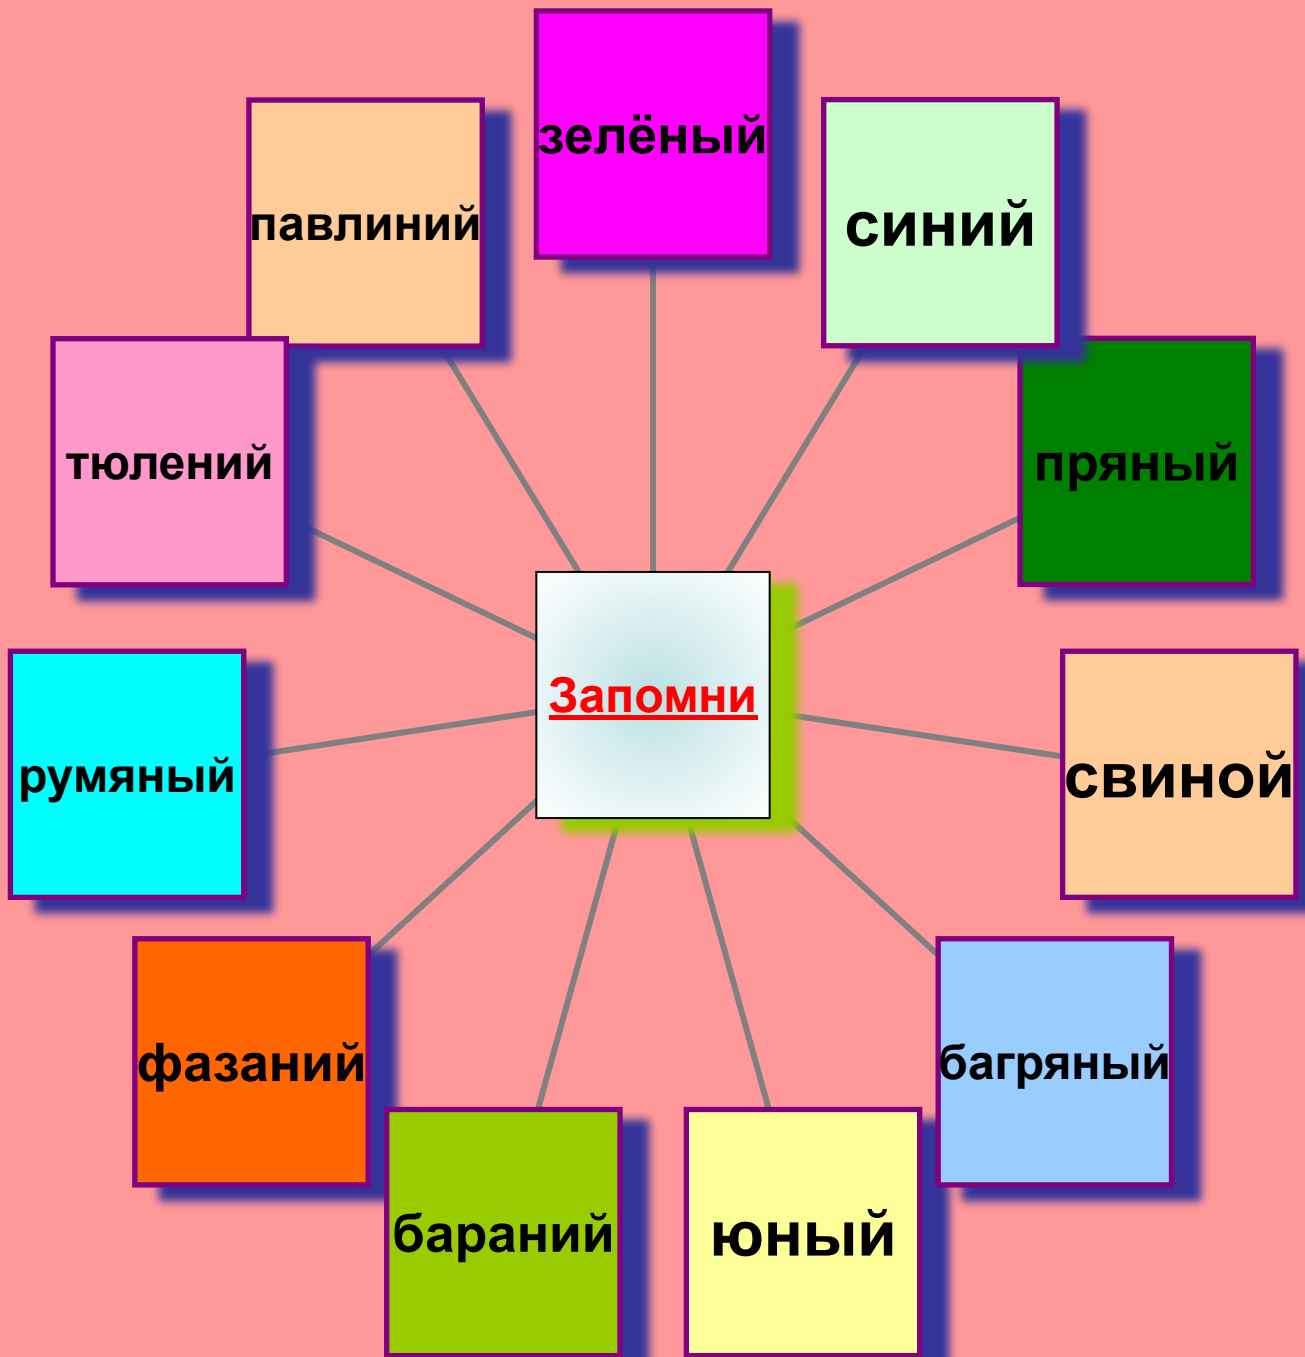 зелёный
синий
павлиний
пряный
тюлений
Запомни
свиной
румяный
багряный
фазаний
юный
бараний